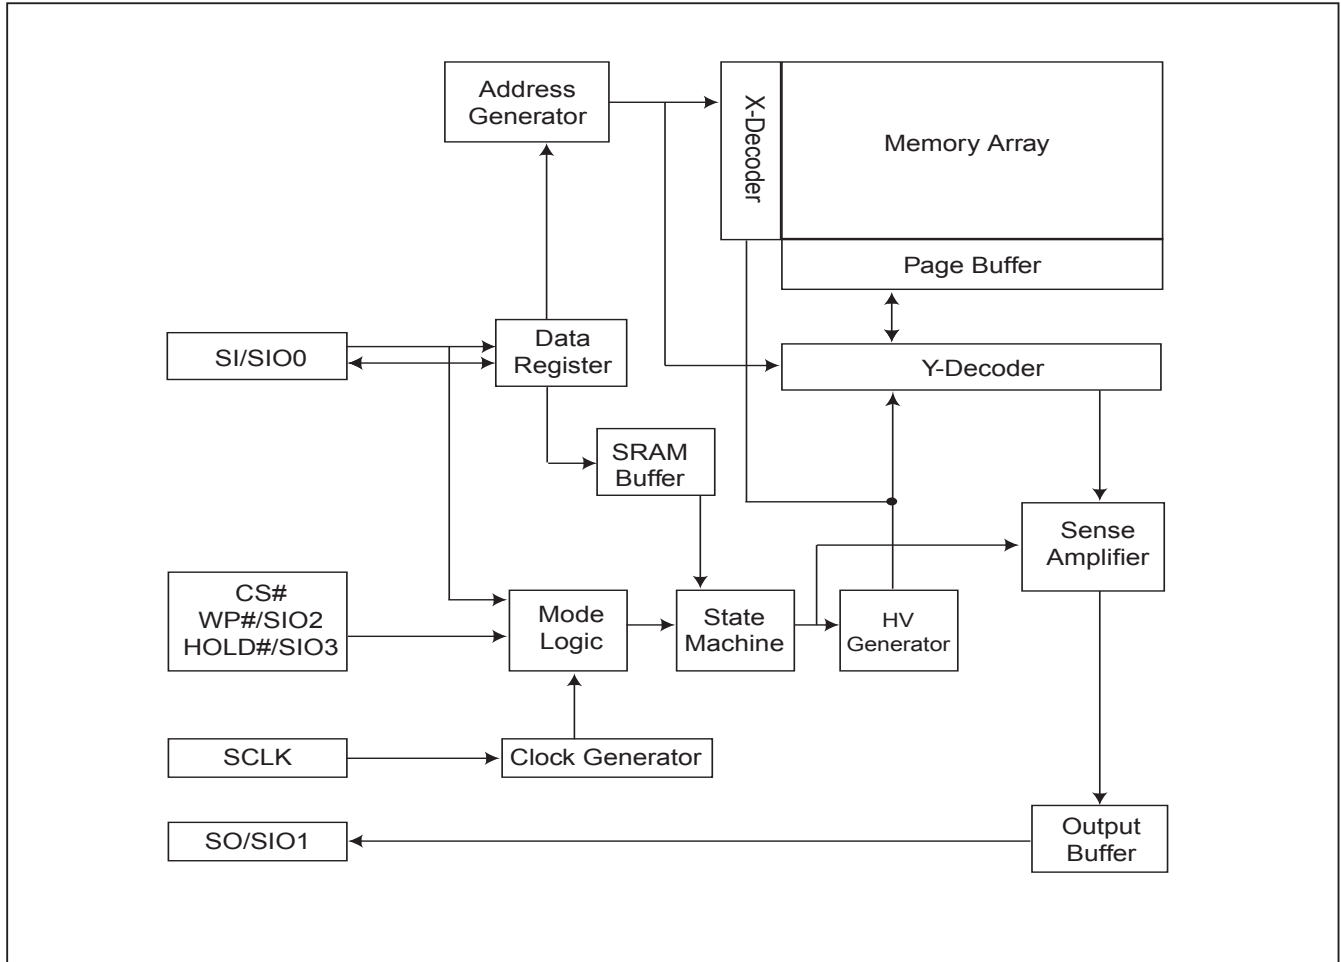 Address
Generator
X-Decoder
Memory Array
Page Buffer
SI/SIO0
Data
Register
Y-Decoder
SRAM
Buffer
Sense
Amplifier
CS#
WP#/SIO2
HOLD#/SIO3
Mode
Logic
State
Machine
HV
Generator
SCLK
Clock Generator
SO/SIO1
Output
Buffer